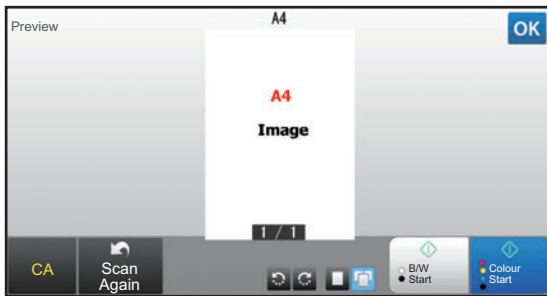 Preview
A4
OK
A4
Image
1 / 1
CA
Scan
Again
B/W
Start
Colour
Start